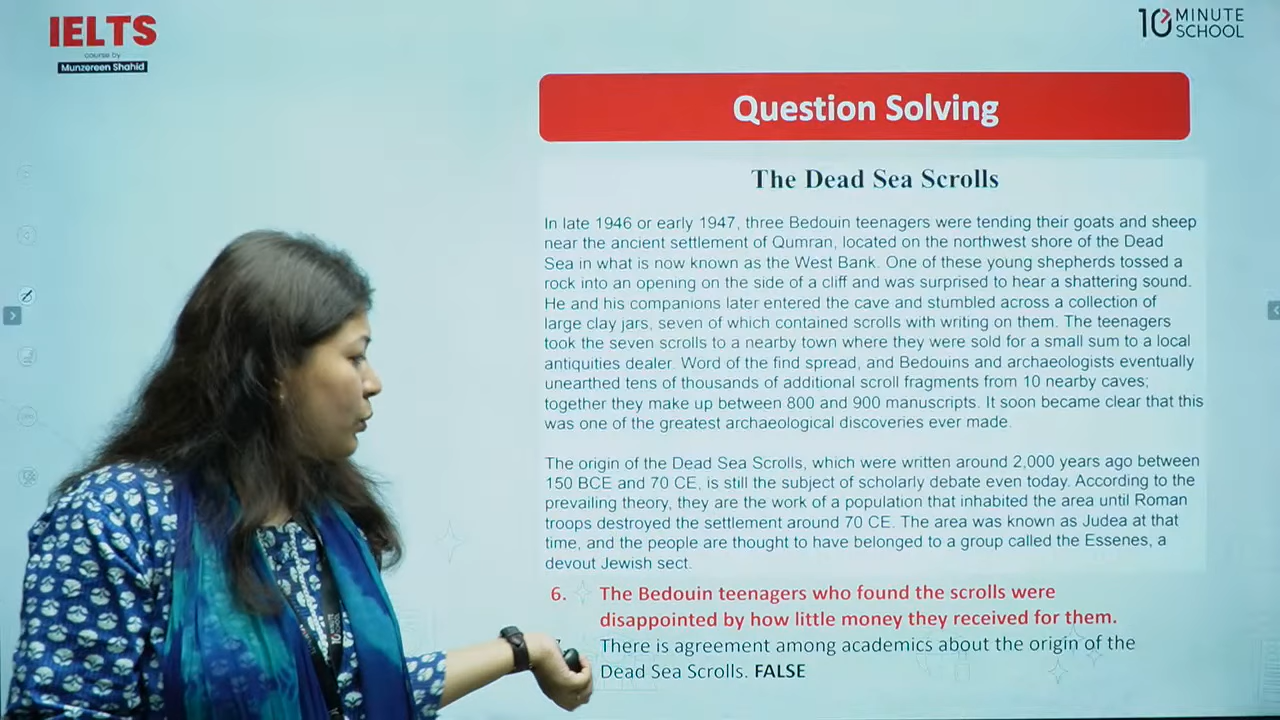 IELTS
course by
Munzereen Shahid
10 MINUTE
SCHOOL
Question Solving
The Dead Sea Scrolls
In late 1946 or early 1947, three Bedouin teenagers were tending their goats and sheep
near the ancient settlement of Qumran, located on the northwest shore of the Dead
Sea in what is now known as the West Bank. One of these young shepherds tossed a
rock into an opening on the side of a cliff and was surprised to hear a shattering sound.
He and his companions later entered the cave and stumbled across a collection of
large clay jars, seven of which contained scrolls with writing on them. The teenagers
took the seven scrolls to a nearby town where they were sold for a small sum to a local
antiquities dealer. Word of the find spread, and Bedouins and archaeologists eventually
unearthed tens of thousands of additional scroll fragments from 10 nearby caves;
together they make up between 800 and 900 manuscripts. It soon became clear that this
was one of the greatest archaeological discoveries ever made.
The origin of the Dead Sea Scrolls, which were written around 2,000 years ago between
150 BCE and 70 CE, is still the subject of scholarly debate even today. According to the
prevailing theory, they are the work of a population that inhabited the area until Roman
troops destroyed the settlement around 70 CE. The area was known as Judea at that
time, and the people are thought to have belonged to a group called the Essenes, a
devout Jewish sect.
6. The Bedouin teenagers who found the scrolls were
disappointed by how little money they received for them.
There is agreement among academics about the origin of the
Dead Sea Scrolls. FALSE